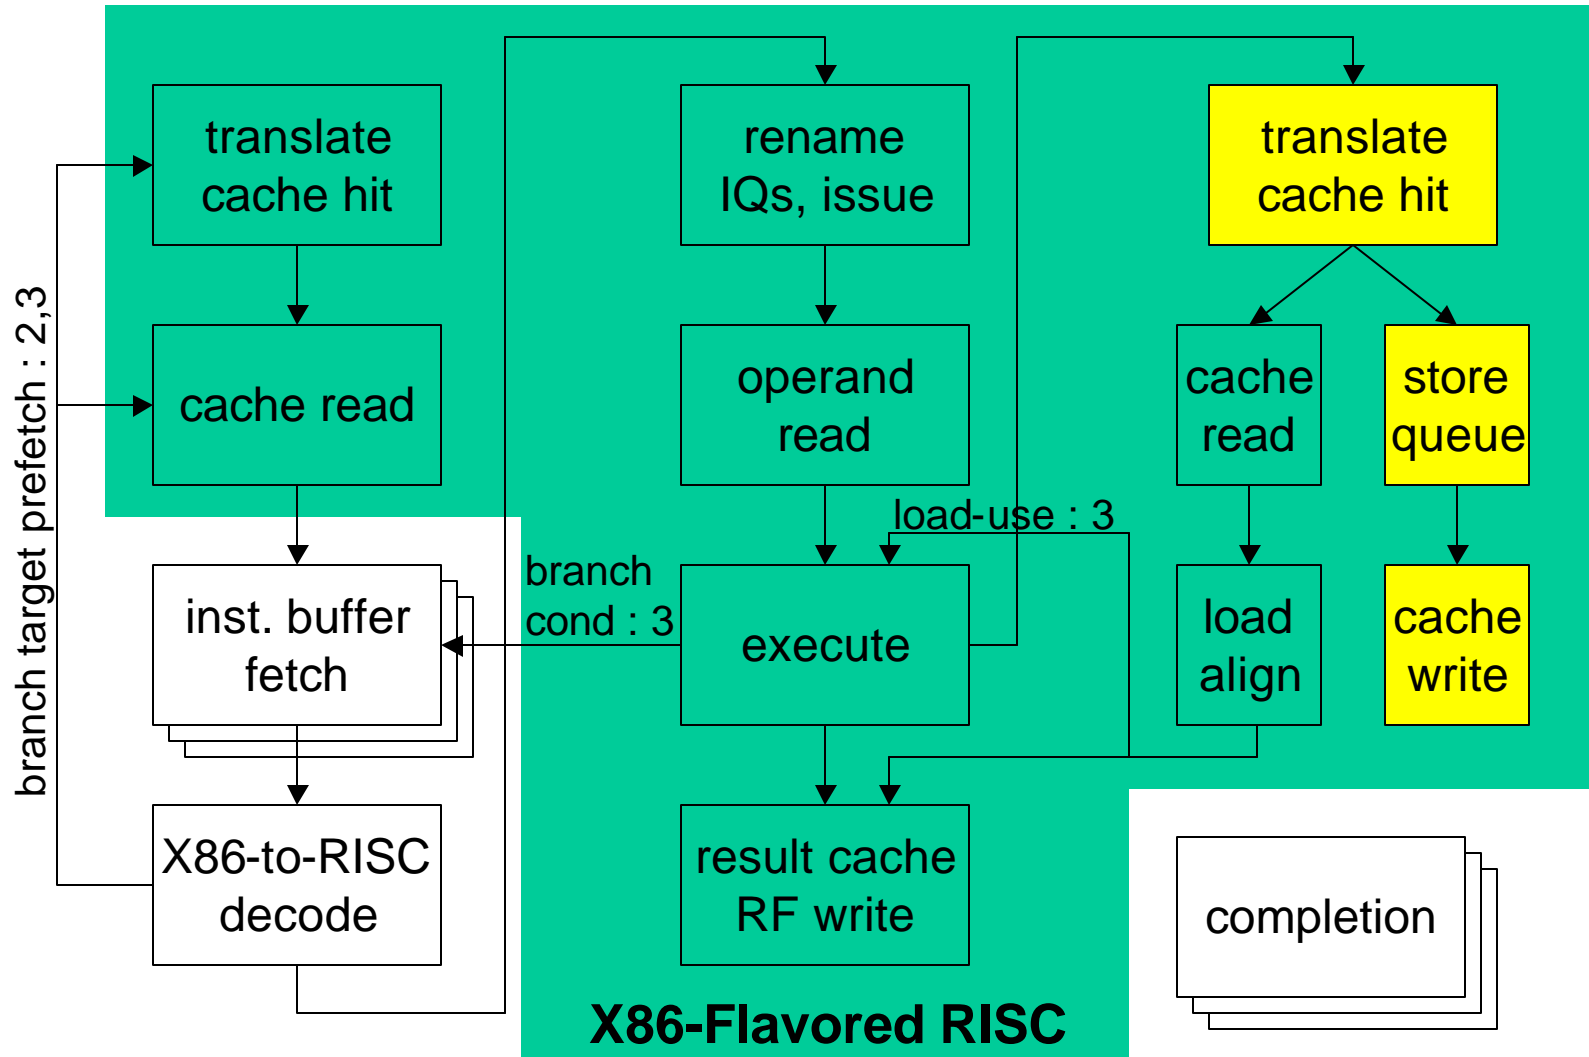 translate
cache hit
cache read
inst. buffer
fetch
X86-to-RISC
decode
branch target prefetch : 2,3
rename
IQs, issue
operand
read
branch
cond : 3
execute
load-use : 3
result cache
RF write
X86-Flavored RISC
translate
cache hit
cache
read
load
align
store
queue
cache
write
completion